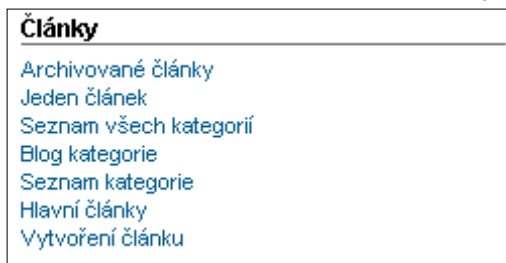 Články
Archivované články
Jeden článek
Seznam všech kategorií
Blog kategorie
Seznam kategorie
Hlavní články
Vytvoření článku